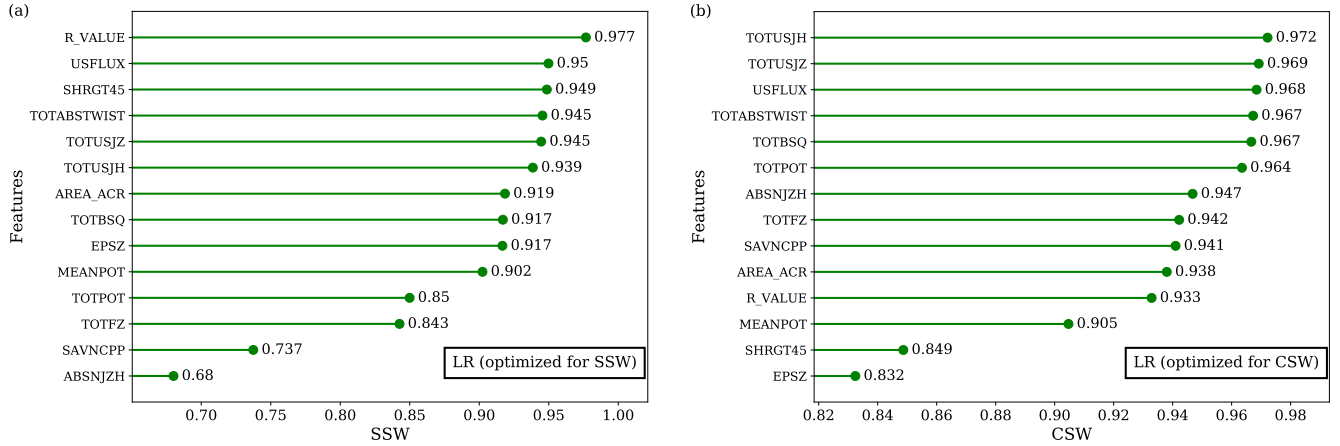 (a)
R_VALUE 0.977
USFLUX 0.95
SHRGT45 0.949
TOTABSTWIST 0.945
TOTUSJZ 0.945
TOTUSJH 0.939
AREA_ACR 0.919
TOTBSQ 0.917
EPSZ 0.917
MEANPOT 0.902
TOTPOT 0.85
TOTFZ 0.843
SAVNCPP 0.737
ABSNJZH 0.68
Features
LR (optimized for SSW)
0.70 0.75 0.80 0.85 0.90 0.95 1.00
SSW
(b)
TOTUSJH 0.972
TOTUSJZ 0.969
USFLUX 0.968
TOTABSTWIST 0.967
TOTBSQ 0.967
TOTPOT 0.964
ABSNJZH 0.947
TOTFZ 0.942
SAVNCPP 0.941
AREA_ACR 0.938
R_VALUE 0.933
MEANPOT 0.905
SHRGT45 0.849
EPSZ 0.832
Features
LR (optimized for CSW)
0.82 0.84 0.86 0.88 0.90 0.92 0.94 0.96 0.98
CSW